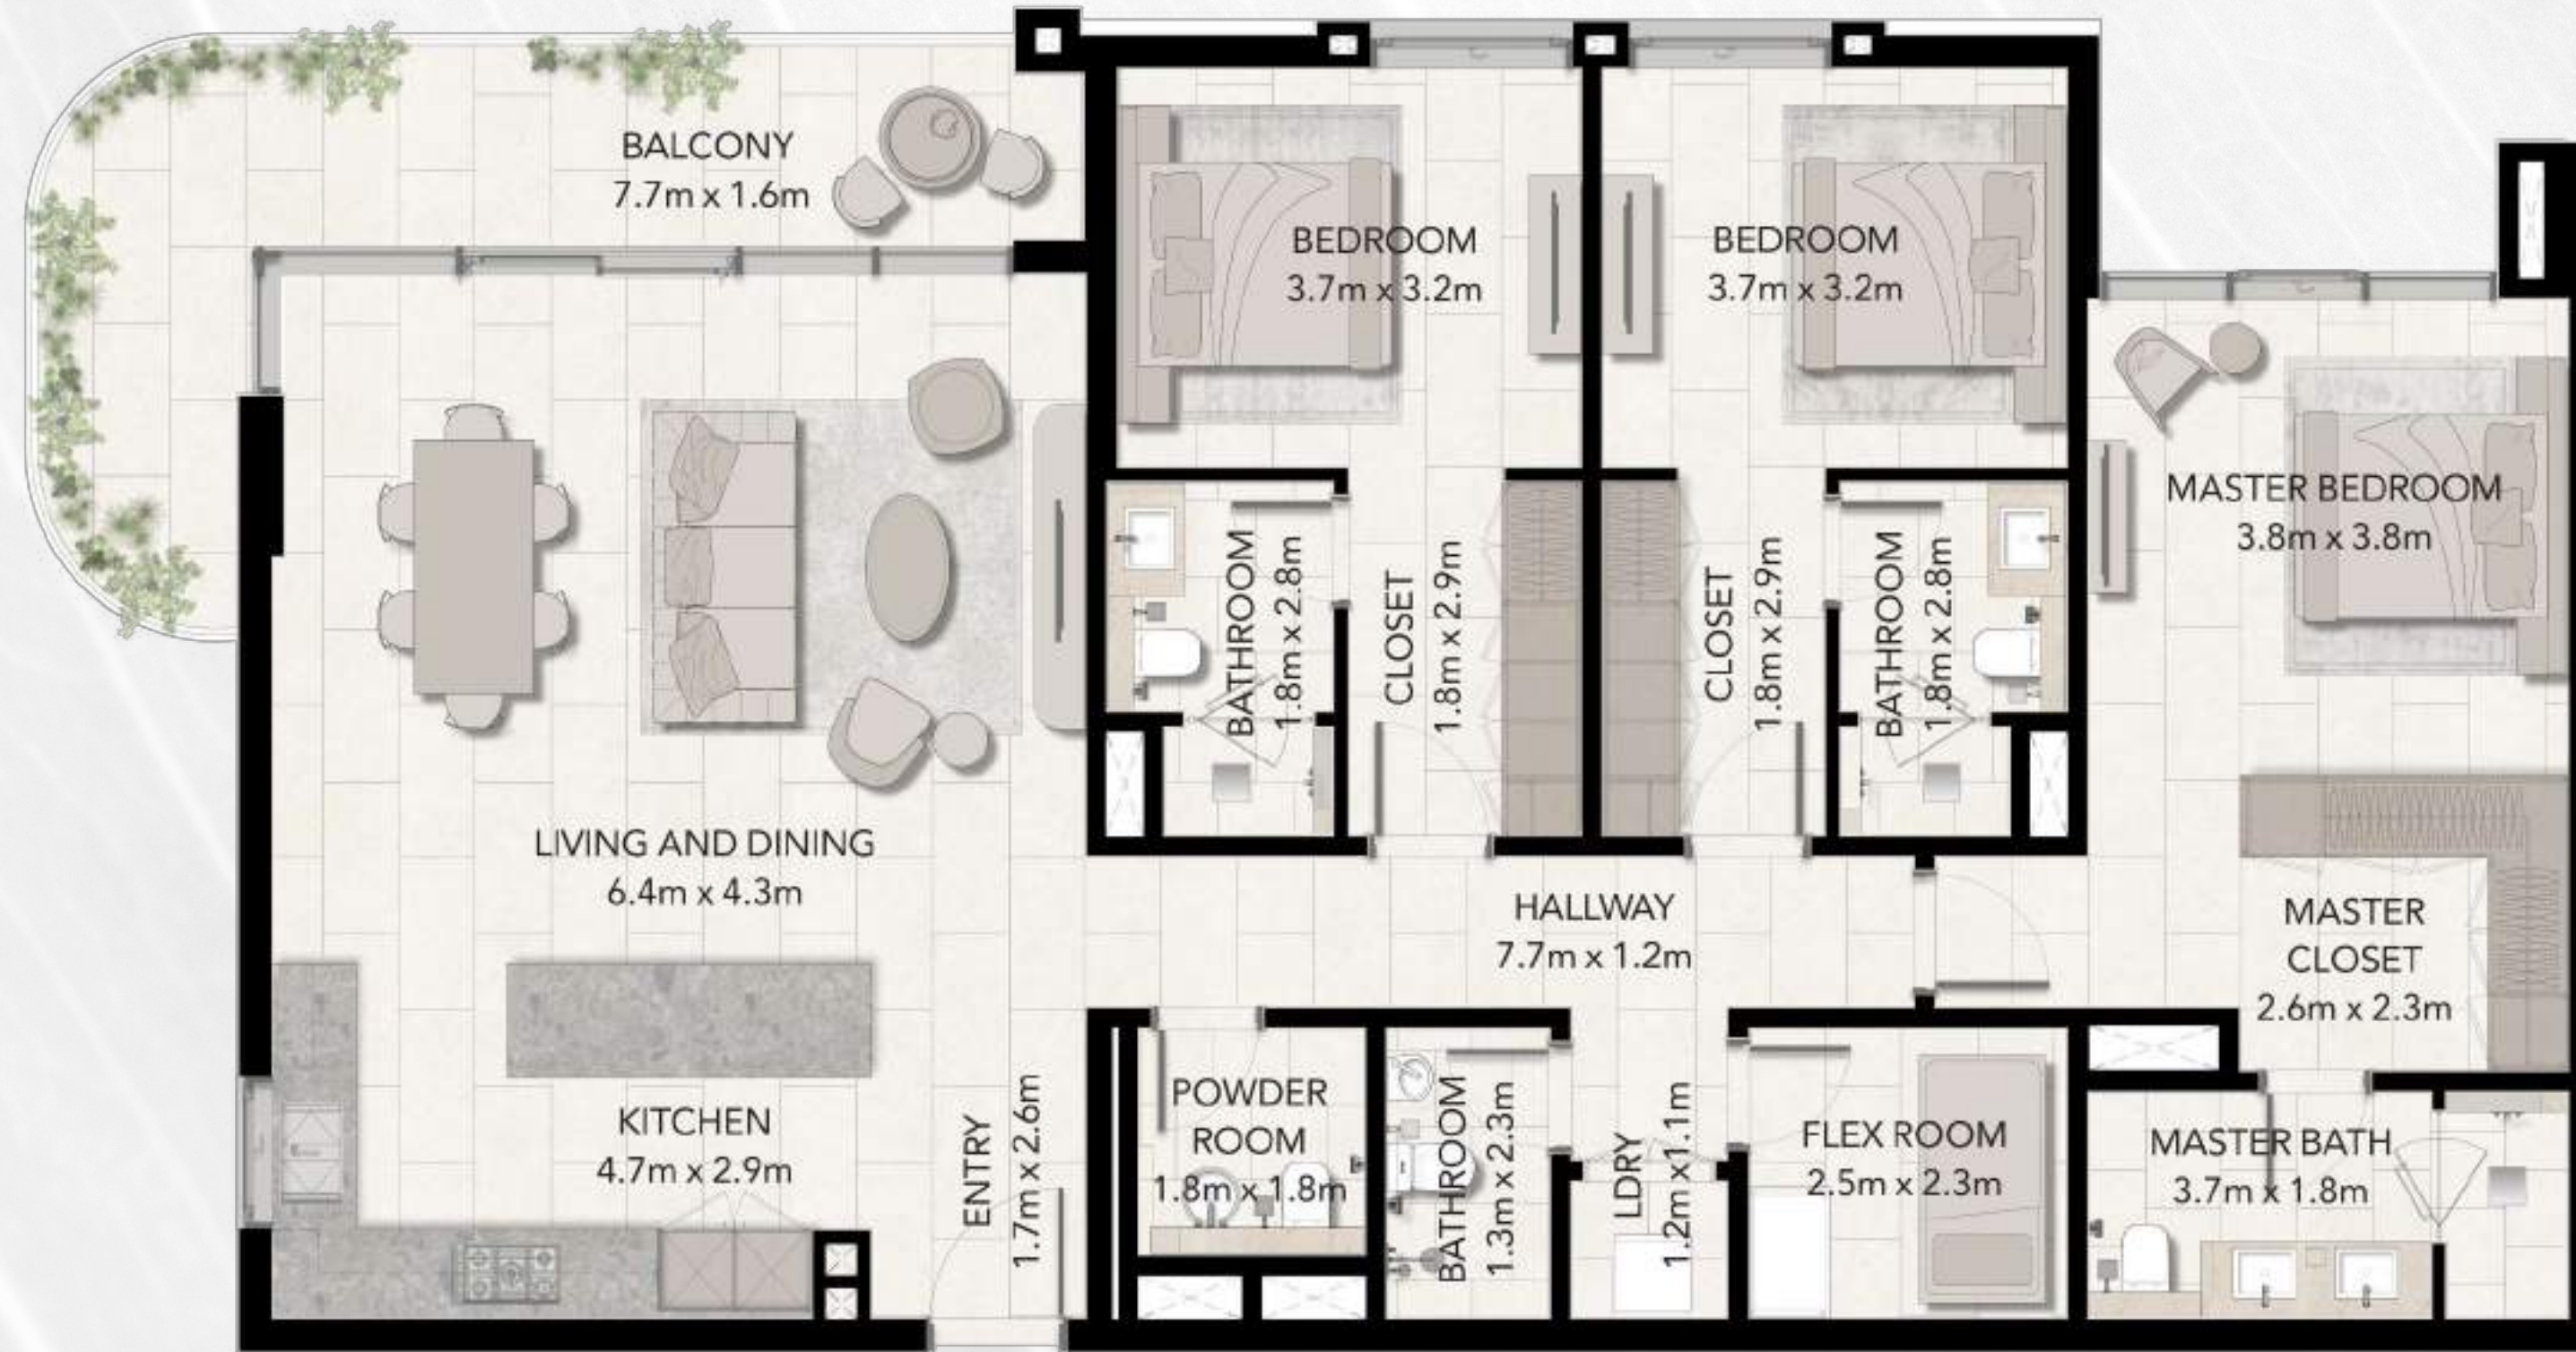 BALCONY
7.7m x 1.6m
BEDROOM
3.7m x 3.2m
BEDROOM
3.7m x 3.2m
MASTER BEDROOM
3.8m x 3.8m
BATHROOM
1.8m x 2.8m
CLOSET
1.8m x 2.9m
CLOSET
1.8m x 2.9m
BATHROOM
1.8m x 2.8m
LIVING AND DINING
6.4m x 4.3m
HALLWAY
7.7m x 1.2m
MASTER
CLOSET
2.6m x 2.3m
KITCHEN
4.7m x 2.9m
ENTRY
1.7m x 2.6m
POWDER
ROOM
1.8m x 1.8m
BATHROOM
1.3m x 2.3m
LDRY
1.2m x1.1m
FLEX ROOM
2.5m x 2.3m
MASTER BATH
3.7m x 1.8m